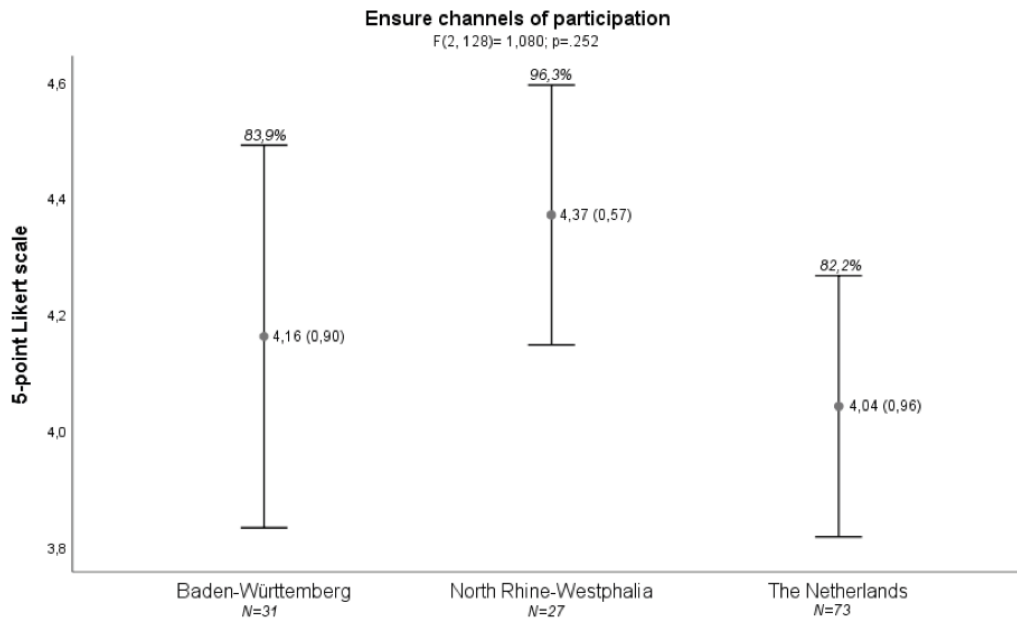 Ensure channels of participation
F(2, 128)= 1,080; p=.252
5-point Likert scale
4,6
4,4
4,2
4,0
3,8
83,9%
4,16 (0,90)
96,3%
4,37 (0,57)
82,2%
4,04 (0,96)
Baden-Württemberg
N=31
North Rhine-Westphalia
N=27
The Netherlands
N=73